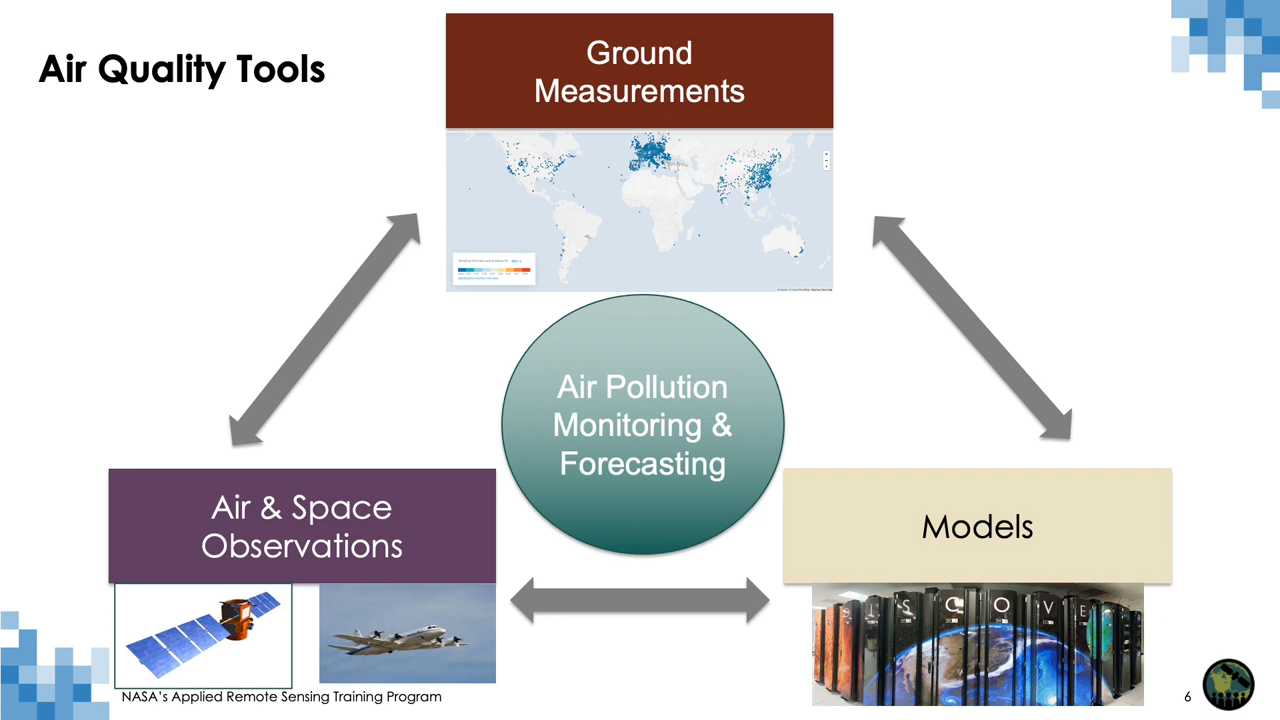 Air Quality Tools
Ground
Measurements
Air Pollution
Monitoring &
Forecasting
Air & Space
Observations
Models
NASA's Applied Remote Sensing Training Program
6